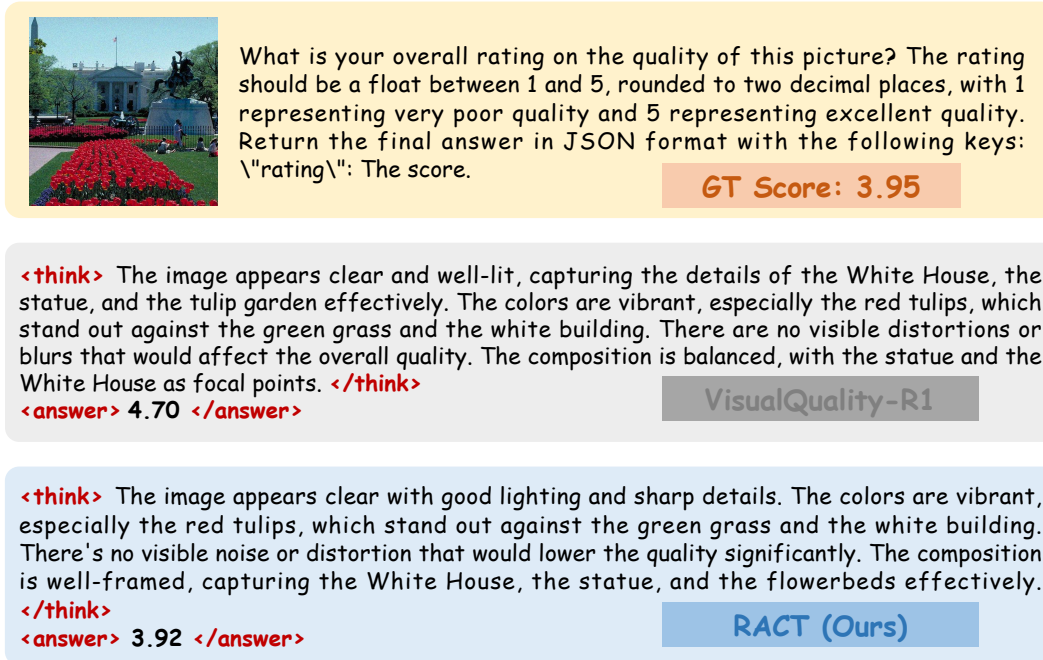 What is your overall rating on the quality of this picture? The rating
should be a float between 1 and 5, rounded to two decimal places, with 1
representing very poor quality and 5 representing excellent quality.
Return the final answer in JSON format with the following keys:
\"rating\": The score.
GT Score: 3.95
<think> The image appears clear and well-lit, capturing the details of the White House, the
statue, and the tulip garden effectively. The colors are vibrant, especially the red tulips, which
stand out against the green grass and the white building. There are no visible distortions or
blurs that would affect the overall quality. The composition is balanced, with the statue and the
White House as focal points. </think>
<answer> 4.70 </answer>
VisualQuality-R1
<think> The image appears clear with good lighting and sharp details. The colors are vibrant,
especially the red tulips, which stand out against the green grass and the white building.
There's no visible noise or distortion that would lower the quality significantly. The composition
is well-framed, capturing the White House, the statue, and the flowerbeds effectively.
</think>
<answer> 3.92 </answer>
RACT (Ours)